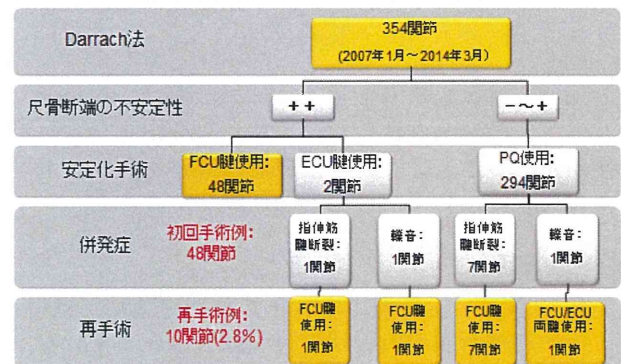 Darrach法
354関節
(2007年1月～2014年3月)
尺骨断端の不安定性
++
－～+
安定化手術
FCU腱使用:
48関節
ECU腱使用:
2関節
PQ使用:
294関節
併発症
初回手術例:
48関節
指伸筋
腱断裂:
1関節
轢音:
1関節
指伸筋
腱断裂:
7関節
轢音:
1関節
再手術
再手術例:
10関節(2.8%)
FCU腱
使用:
1関節
FCU腱
使用:
1関節
FCU腱
使用:
7関節
FCU/ECU
両腱使用:
1関節